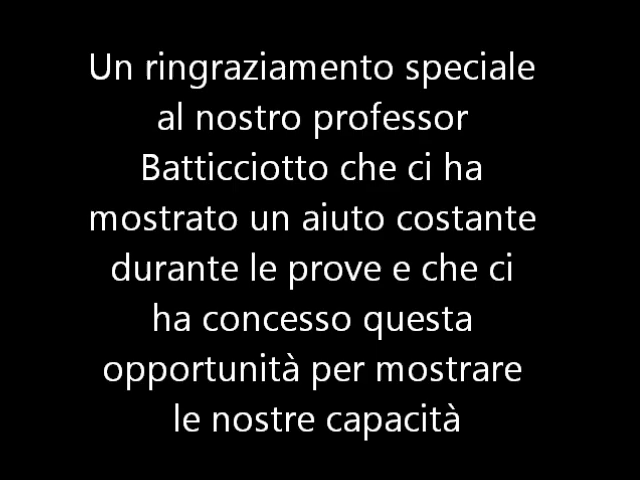 Un ringraziamento speciale
al nostro professor
Batticciotto che ci ha
mostrato un aiuto costante
durante le prove e che ci
ha concesso questa
opportunità per mostrare
le nostre capacità